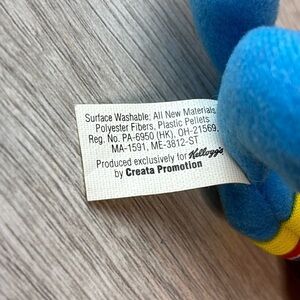 Surface Washable: All New Materials,
Polyester Fibers, Plastic Pellets
Reg. No. PA-6950 (HK), OH-21569,
MA-1591, ME-3812-ST
Produced exclusively for Kellogg's
by Creata Promotion